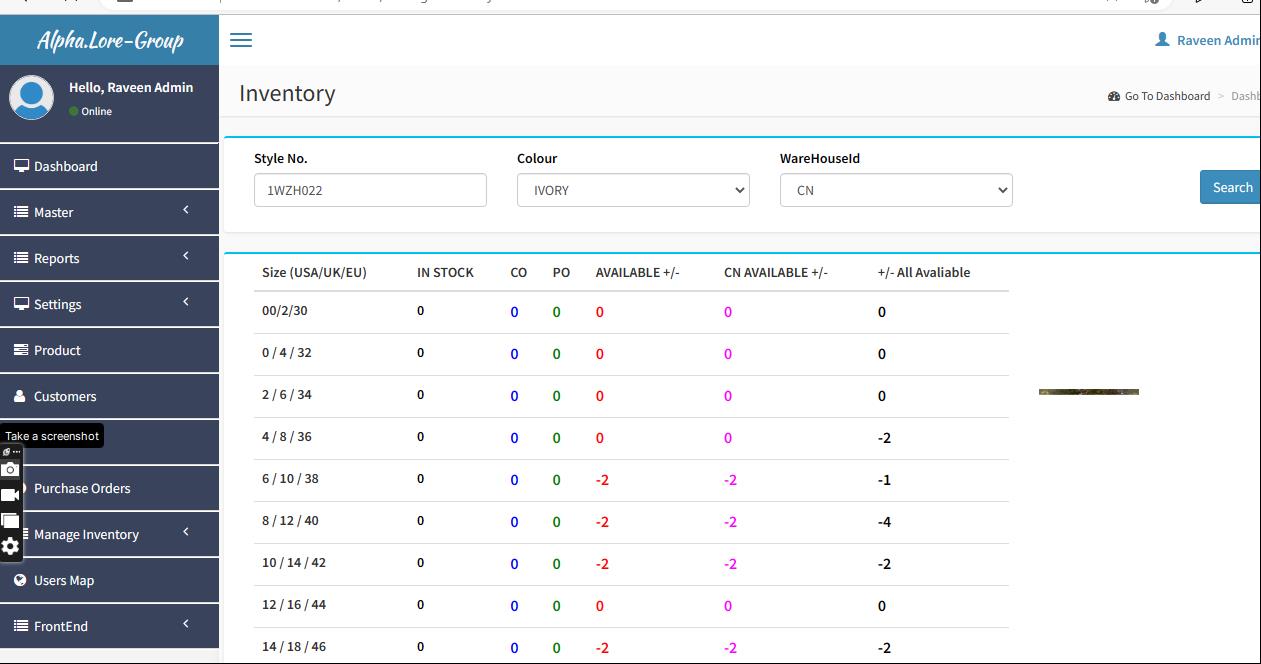 Alpha.Lore-Group
Raveen Admin
Hello, Raveen Admin
Online
Inventory
Go To Dashboard >
Dashboard
Master
Reports
Settings
Product
Customers
Take a screenshot
Purchase Orders
Manage Inventory
Users Map
FrontEnd
Style No. Colour WareHouseId
1WZH022 IVORY CN Search
Size (USA/UK/EU) IN STOCK CO PO AVAILABLE +/- CN AVAILABLE +/- +/- All Avaliable
00/2/30 0 0 0 0 0 0
0 / 4 / 32 0 0 0 0 0 0
2 / 6 / 34 0 0 0 0 0 0
4 / 8 / 36 0 0 0 0 0 -2
6 / 10 / 38 0 0 0 -2 -2 -1
8 / 12 / 40 0 0 0 -2 -2 -4
10 / 14 / 42 0 0 0 -2 -2 -2
12 / 16 / 44 0 0 0 0 0 0
14 / 18 / 46 0 0 0 -2 -2 -2